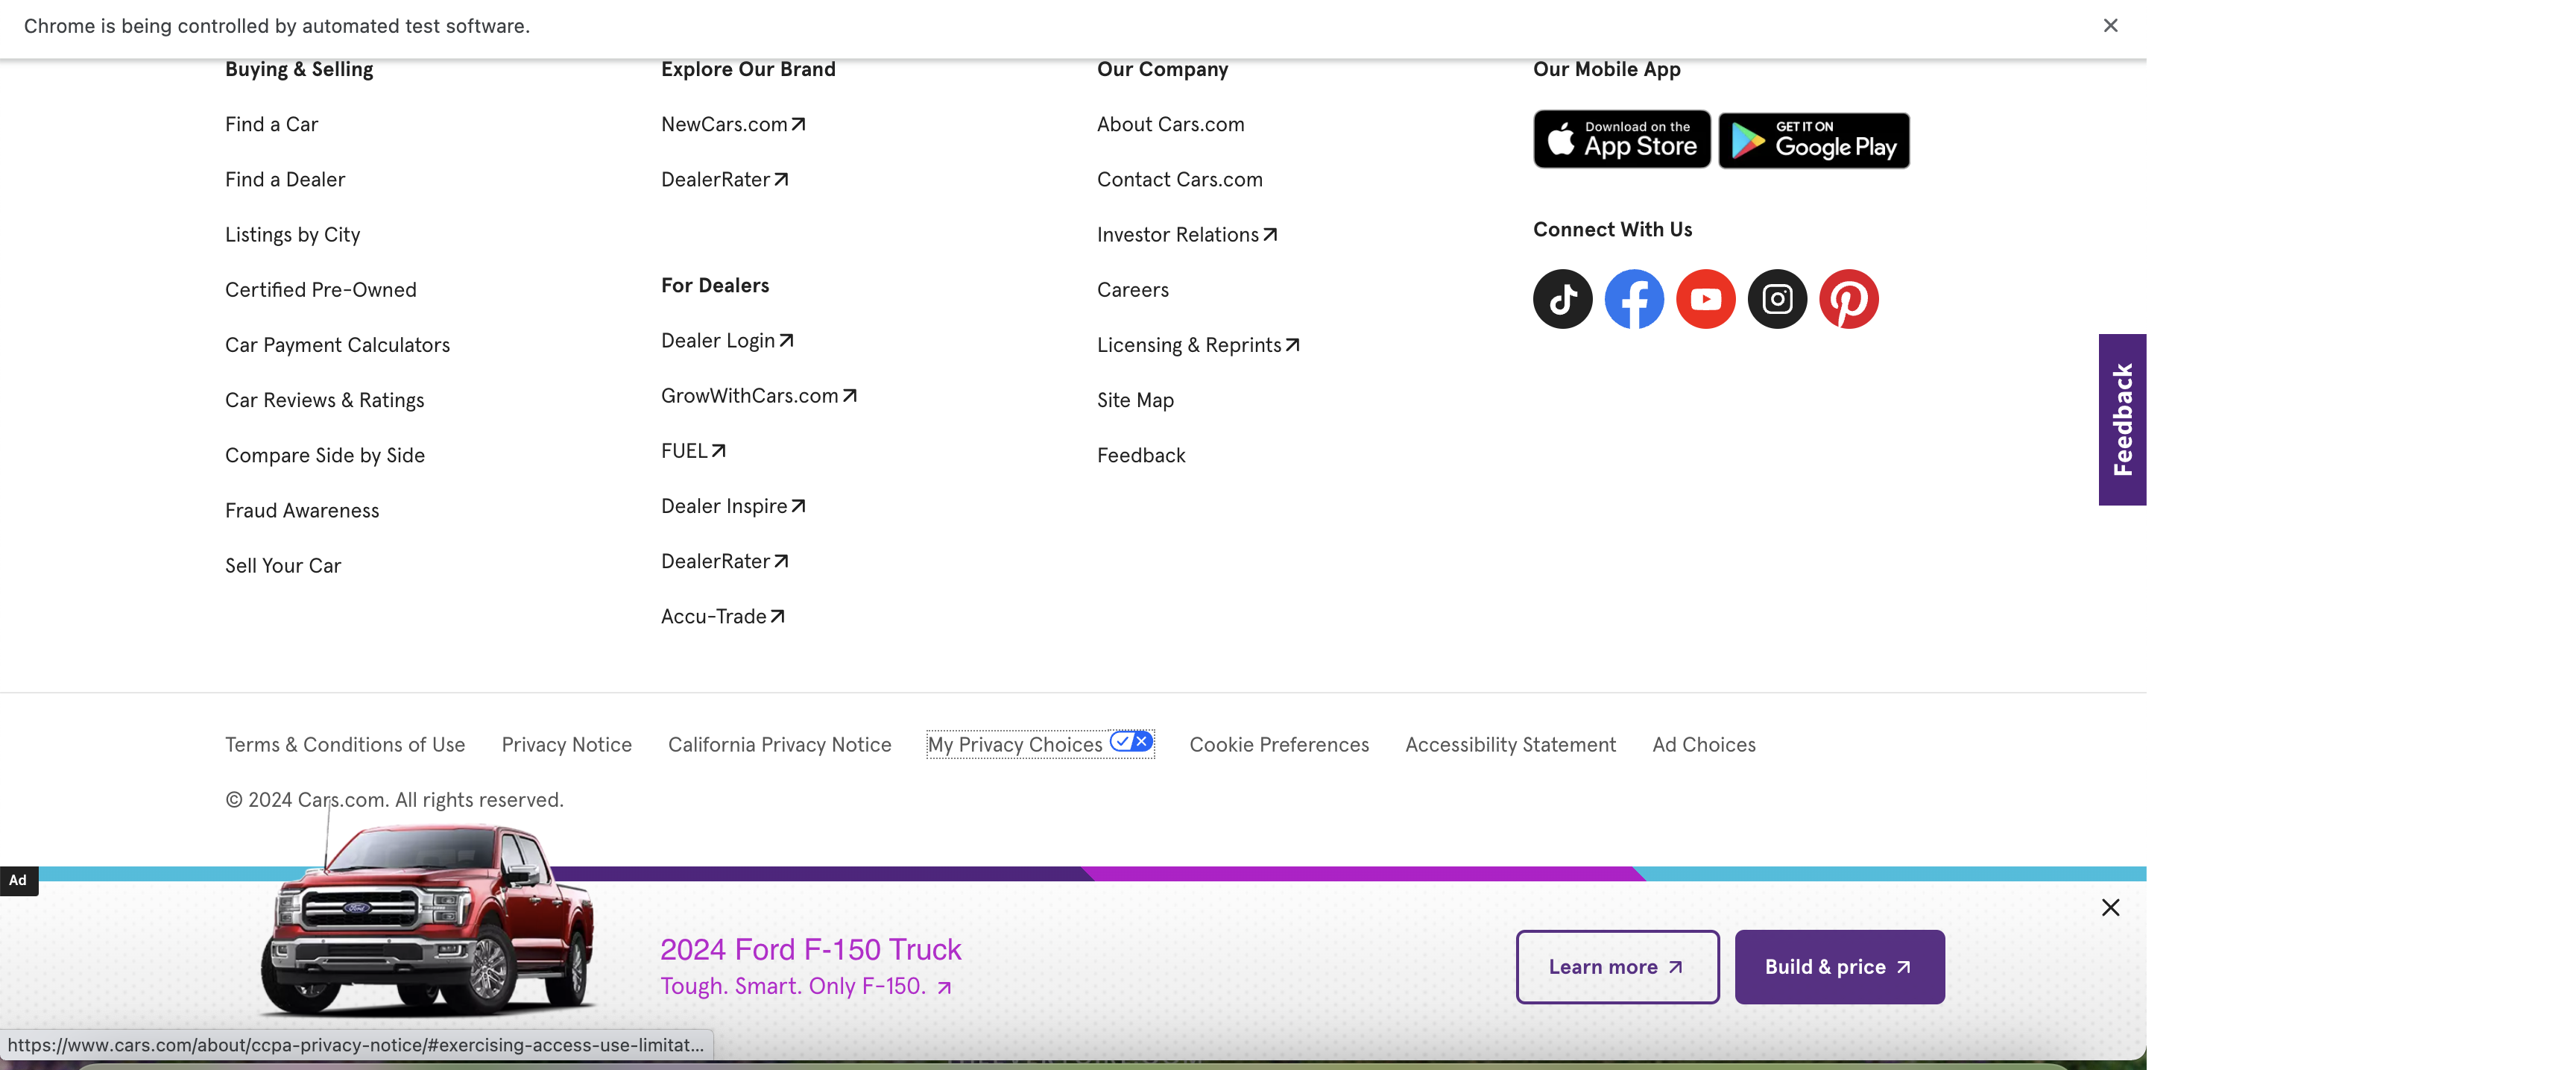 Chrome is being controlled by automated test software.
Buying & Selling
Find a Car
Find a Dealer
Listings by City
Certified Pre-Owned
Car Payment Calculators
Car Reviews & Ratings
Compare Side by Side
Fraud Awareness
Sell Your Car
Explore Our Brand
NewCars.com
DealerRater
For Dealers
Dealer Login
GrowWithCars.com
FUEL
Dealer Inspire
DealerRater
Accu-Trade
Our Company
About Cars.com
Contact Cars.com
Investor Relations
Careers
Licensing & Reprints
Site Map
Feedback
Our Mobile App
Download on the
App Store
GET IT ON
Google Play
Connect With Us
Feedback
Terms & Conditions of Use
Privacy Notice
California Privacy Notice
My Privacy Choices
Cookie Preferences
Accessibility Statement
Ad Choices
© 2024 Cars.com. All rights reserved.
Ad
Ford
2024 Ford F-150 Truck
Tough. Smart. Only F-150.
Learn more
Build & price
https://www.cars.com/about/ccpa-privacy-notice/#exercising-access-use-limitat...